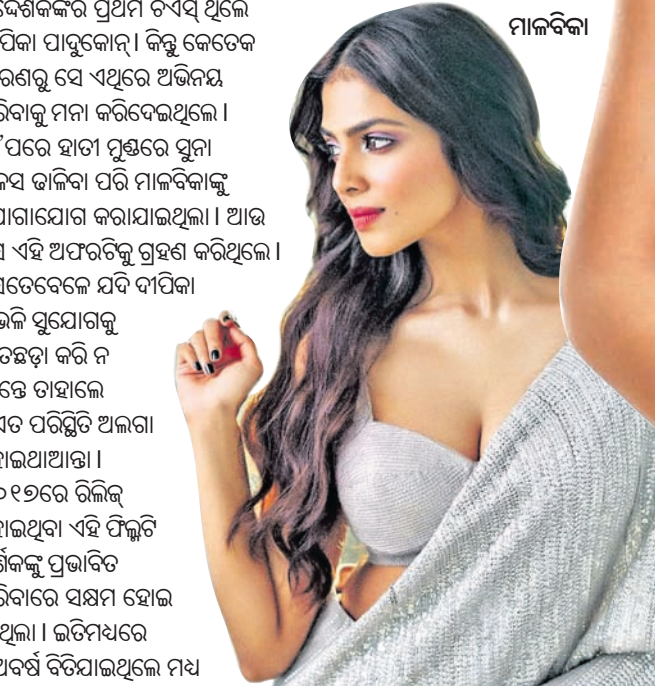 ମାଳବିକା
ଦ୍ଦେଶକଙ୍କର ପ୍ରଥମ ଚଏସ୍ ଥିଲେ
ପିକା ପାଦୁକୋନ୍ । କିନ୍ତୁ କେତେକ
ରଣରୁ ସେ ଏଥିରେ ଅଭିନୟ
ରିବାକୁ ମନା କରିଦେଇଥିଲେ ।
'ପରେ ହାତୀ ମୁଣ୍ଡରେ ସୁନା
ଳସ ଢାଳିବା ପରି ମାଳବିକାଙ୍କୁ
ଯୋଗାଯୋଗ କରାଯାଇଥିଲା । ଆଉ
ଏହି ଅଫରଟିକୁ ଗ୍ରହଣ କରିଥିଲେ ।
ସେତେବେଳେ ଯଦି ଦୀପିକା
ଭଳି ସୁଯୋଗକୁ
ତଛଡ଼ା କରି ନ
ନ୍ତେ ତାହାଲେ
ଏତ ପରିସ୍ଥିତି ଅଲଗା
ହୋଇଥାଆନ୍ତା ।
୦୧୭ରେ ରିଲିଜ୍
ହୋଇଥିବା ଏହି ଫିଲ୍ମଟି
ର୍ଶକଙ୍କୁ ପ୍ରଭାବିତ
ରିବାରେ ସକ୍ଷମ ହୋଇ
ଥିଲା । ଇତିମଧ୍ୟରେ
ଅବର୍ଷ ବିତିଯାଇଥିଲେ ମଧ୍ୟ